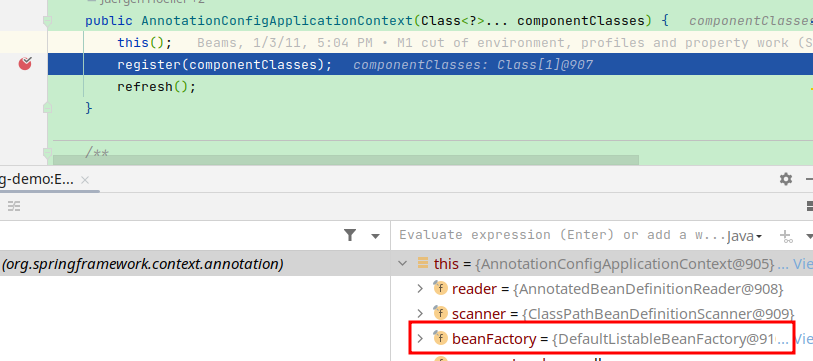 public AnnotationConfigApplicationContext(Class<?>... componentClasses) { componentClasses
this(); Beams, 1/3/11, 5:04 PM • M1 cut of environment, profiles and property work (S
register(componentClasses); componentClasses: Class[1]@907
refresh();
}
/**
g-demo:E... ×
Evaluate expression (Enter) or add a w... Java
(org.springframework.context.annotation)
this = {AnnotationConfigApplicationContext@905} ... Vie
reader = {AnnotatedBeanDefinitionReader@908}
scanner = {ClassPathBeanDefinitionScanner@909}
beanFactory = {DefaultListableBeanFactory@91 ... Vie